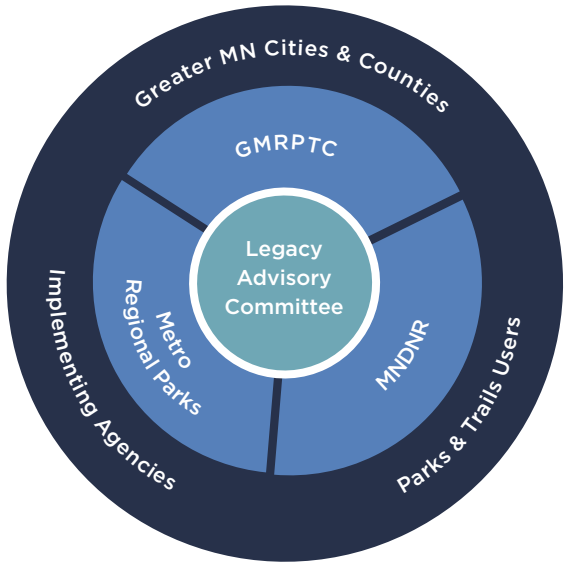 Greater MN Cities & Counties
GMRPTC
Legacy
Advisory
Committee
Metro
Regional Parks
MNDNR
Implementing Agencies
Parks & Trails Users